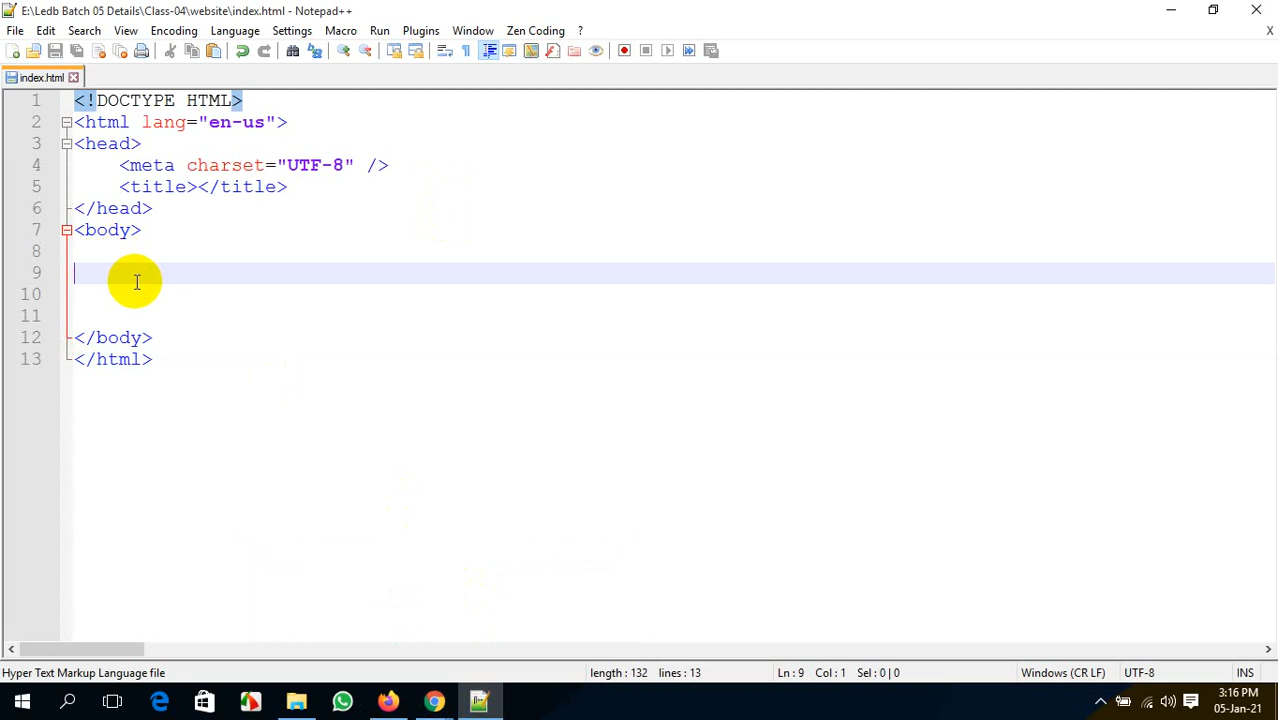 E:\Ledb Batch 05 Details\Class-04\website\index.html - Notepad++
File Edit Search View Encoding Language Settings Macro Run Plugins Window Zen Coding ? X
index.html
1 <!DOCTYPE HTML>
2 <html lang="en-us">
3 <head>
4 <meta charset="UTF-8" />
5 <title></title>
6 </head>
7 <body>
8
9
10
11
12 </body>
13 </html>
Hyper Text Markup Language file length : 132 lines : 13 Ln : 9 Col : 1 Sel : 0 | 0 Windows (CR LF) UTF-8 INS
3:16 PM
05-Jan-21